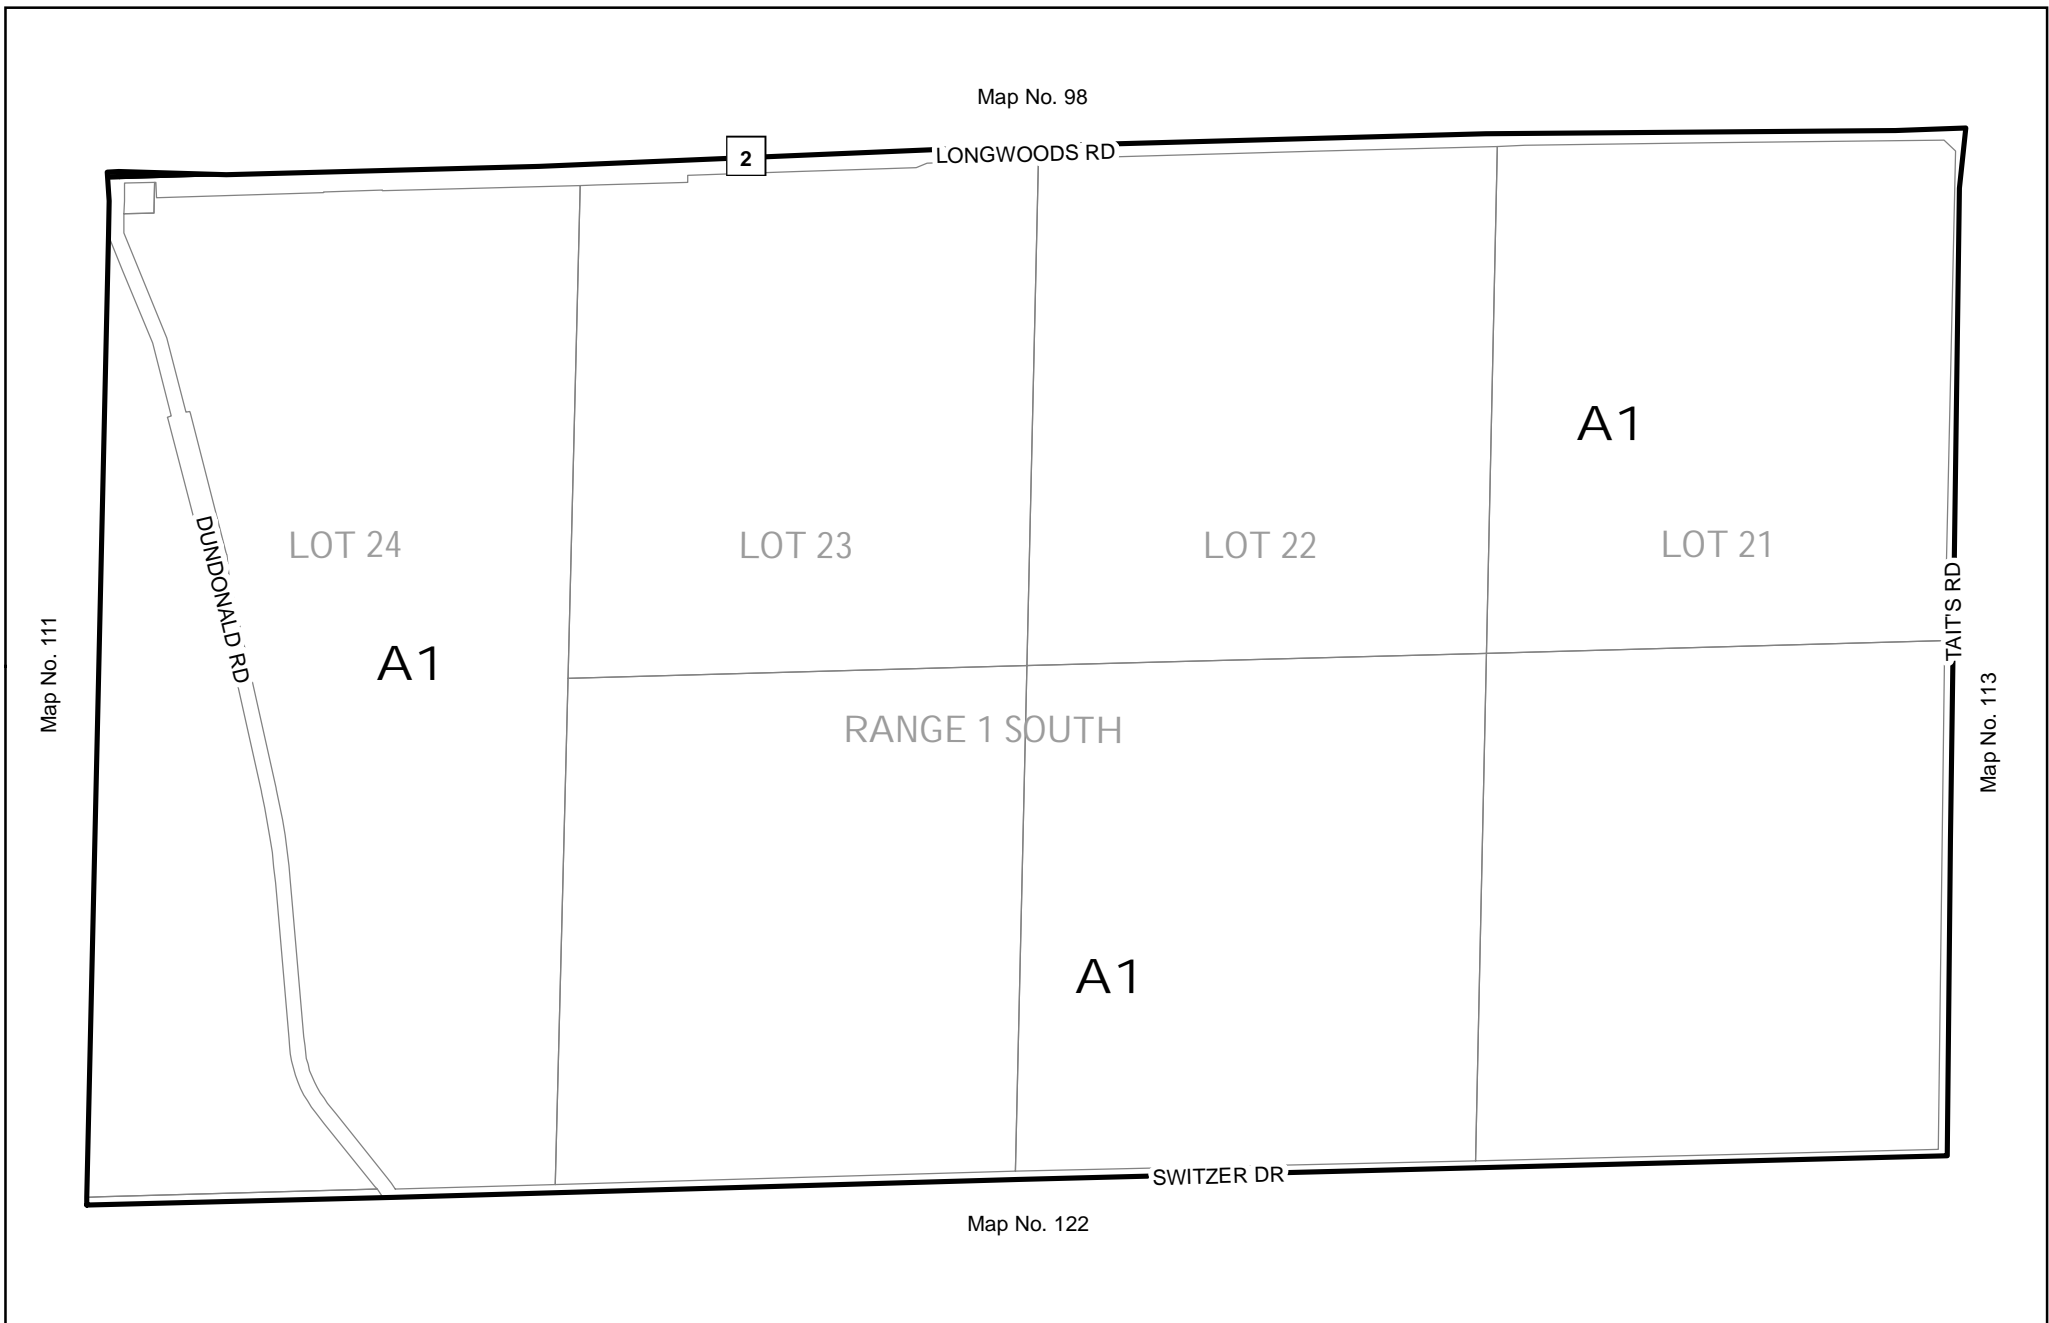 Map No. 98
2
LONGWOODS RD
A1
LOT 24
LOT 23
LOT 22
LOT 21
DUNDONALD RD
TAIT'S RD
Map No. 111
A1
RANGE 1 SOUTH
Map No. 113
A1
SWITZER DR
Map No. 122